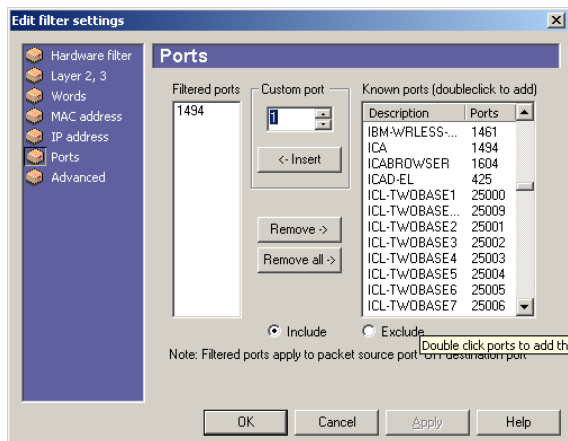 Edit filter settings
Hardware filter
Layer 2, 3
Words
MAC address
IP address
Ports
Advanced
Ports
Filtered ports
1494
Custom port
1
<- Insert
Remove ->
Remove all ->
Known ports (doubleclick to add)
Description Ports
IBM-WRLESS-... 1461
ICA 1494
ICABROWSER 1604
ICAD-EL 425
ICL-TWOBASE1 25000
ICL-TWOBASE... 25009
ICL-TWOBASE2 25001
ICL-TWOBASE3 25002
ICL-TWOBASE4 25003
ICL-TWOBASE5 25004
ICL-TWOBASE6 25005
ICL-TWOBASE7 25006
Include
Exclude
Double click ports to add th
Note: Filtered ports apply to packet source port destination port
OK
Cancel
Apply
Help